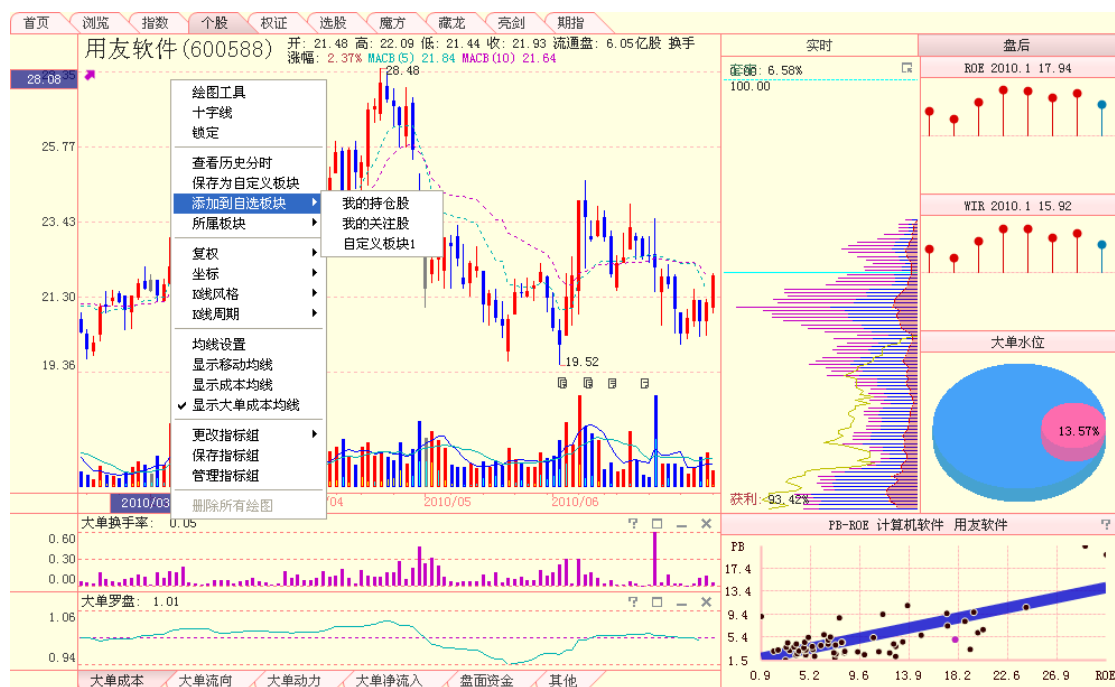 首页 浏览 指数 个股 权证 选股 魔方 藏龙 亮剑 期指
用友软件(600588) 开: 21.48 高: 22.09 低: 21.44 收: 21.93 流通盘: 6.05亿股 换手
涨幅: 2.37% MACB(5) 21.84 MACB(10) 21.64
28.08
25.77
23.43
21.30
19.36
28.48
19.52
绘图工具
十字线
锁定
查看历史分时
保存为自定义板块
添加到自选板块
所属板块
复权
坐标
K线风格
K线周期
均线设置
显示移动均线
显示成本均线
显示大单成本均线
更改指标组
保存指标组
管理指标组
删除所有绘图
我的持仓股
我的关注股
自定义板块1
2010/03 /04 2010/05 2010/06
大单换手率: 0.05
0.60
0.30
0.00
大单罗盘: 1.01
1.06
0.94
大单成本 大单流向 大单动力 大单净流入 盘面资金 其他
实时 盘后
6.58%
100.00
获利: 93.42%
ROE 2010.1 17.94
WIR 2010.1 15.92
大单水位
13.57%
PB-ROE 计算机软件 用友软件 ?
PB
17.4
13.4
9.4
5.4
1.5
0.9 5.2 9.6 13.9 18.2 22.6 26.9 ROE